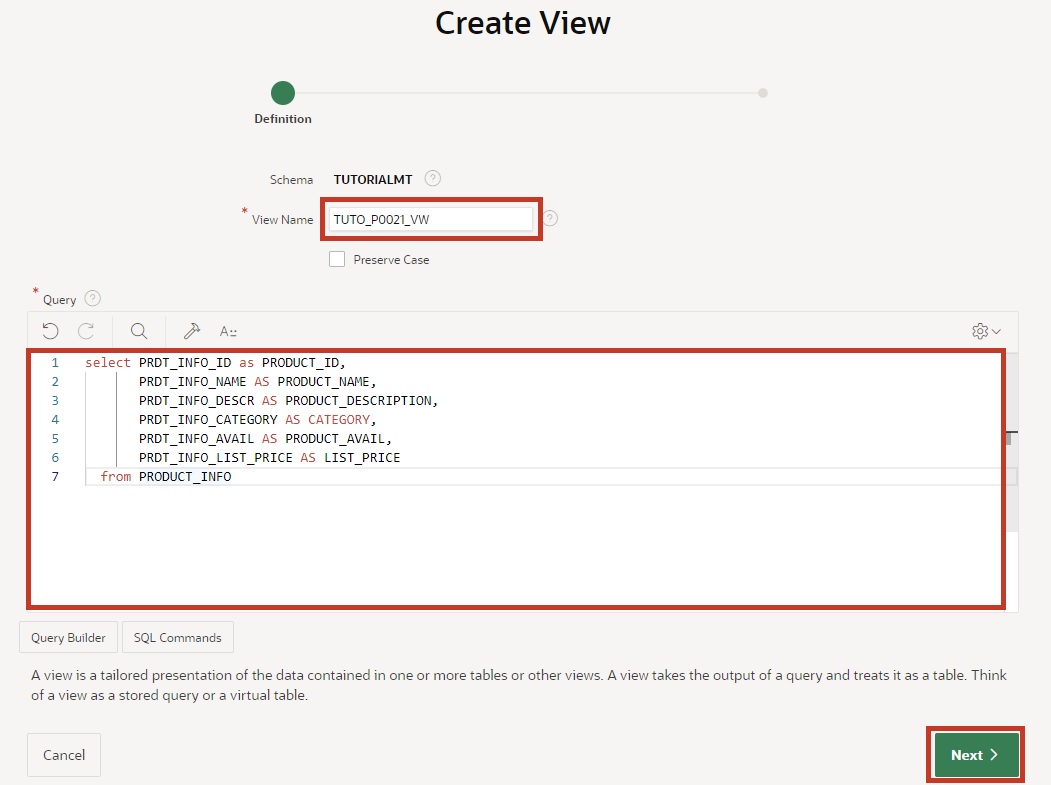 Create View
Definition
Schema TUTORIALMT ?
* View Name TUTO_P0021_VW ?
Preserve Case
* Query ?
A::
1 select PRDT_INFO_ID as PRODUCT_ID,
2 PRDT_INFO_NAME AS PRODUCT_NAME,
3 PRDT_INFO_DESCR AS PRODUCT_DESCRIPTION,
4 PRDT_INFO_CATEGORY AS CATEGORY,
5 PRDT_INFO_AVAIL AS PRODUCT_AVAIL,
6 PRDT_INFO_LIST_PRICE AS LIST_PRICE
7 from PRODUCT_INFO
Query Builder SQL Commands
A view is a tailored presentation of the data contained in one or more tables or other views. A view takes the output of a query and treats it as a table. Think
of a view as a stored query or a virtual table.
Cancel Next >